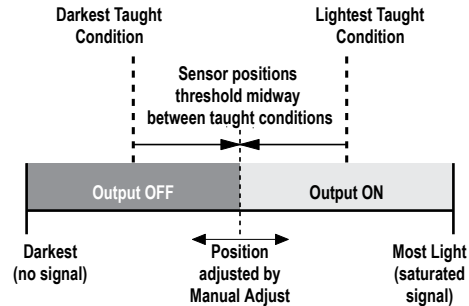 Darkest Taught
Condition
Lightest Taught
Condition
Sensor positions
threshold midway
between taught conditions
Output OFF
Output ON
Darkest
(no signal)
Position
adjusted by
Manual Adjust
Most Light
(saturated
signal)